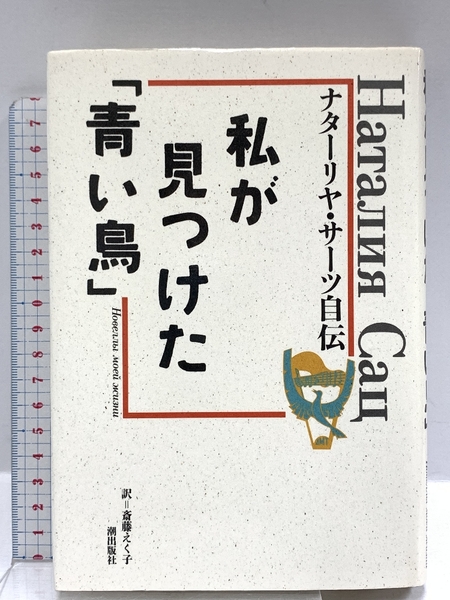 ナターリヤ・サーツ自伝
私が
見つけた
「青い鳥」
Наталия Сац
Новеллы моей жизни
訳＝斎藤えく子
潮出版社